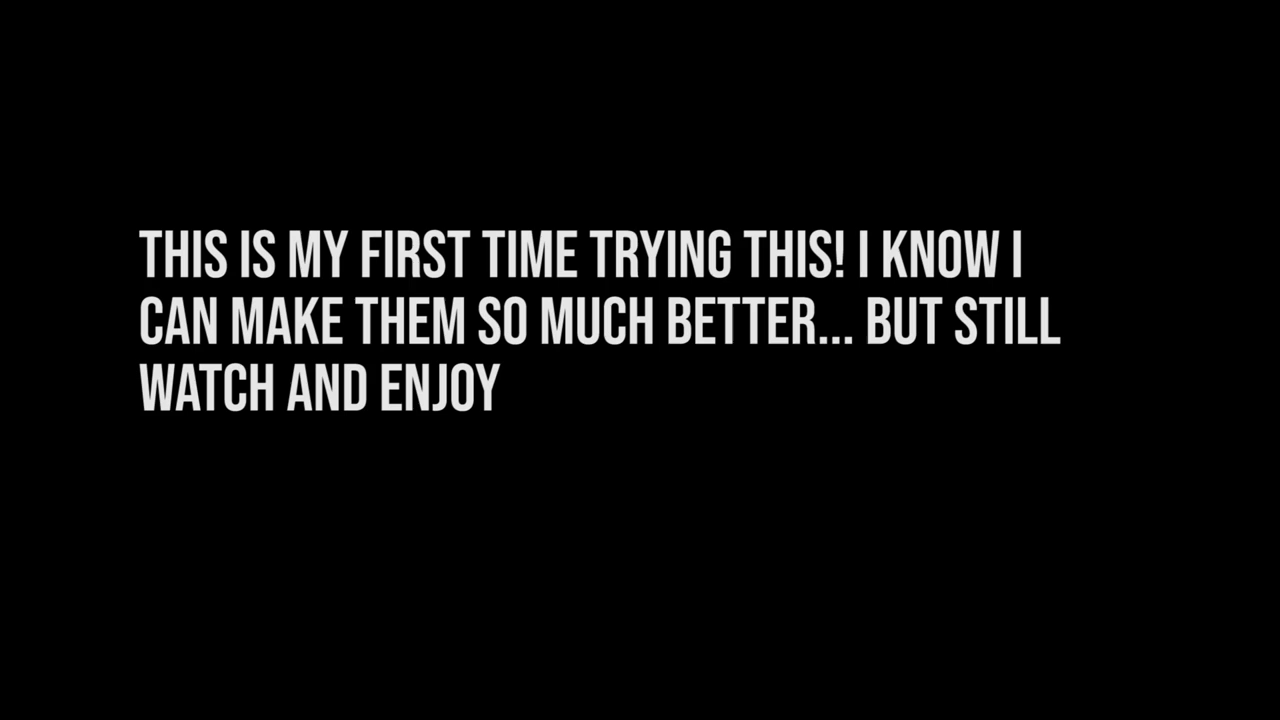 THIS IS MY FIRST TIME TRYING THIS! I KNOW I
CAN MAKE THEM SO MUCH BETTER... BUT STILL
WATCH AND ENJOY